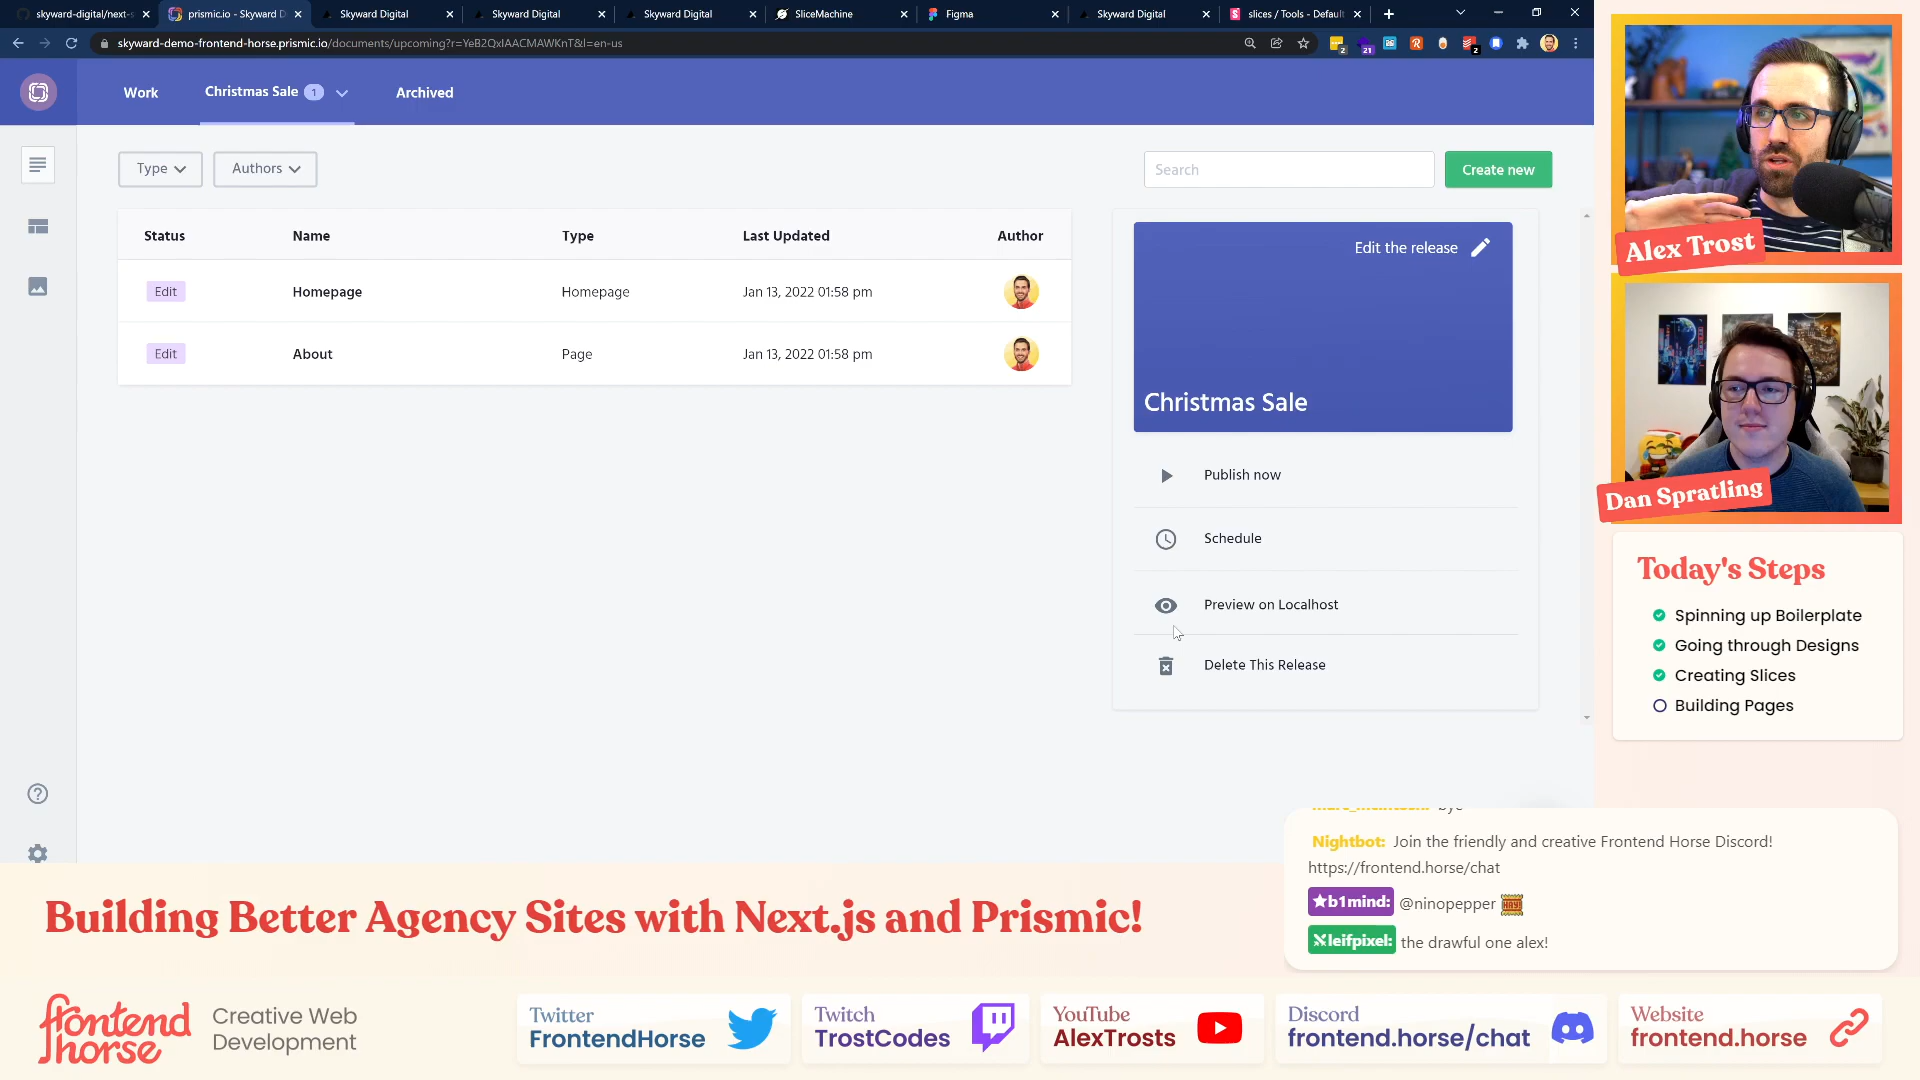 skyward-digital/next-s
prismic.io - Skyward D
Skyward Digital
Skyward Digital
Skyward Digital
SliceMachine
Figma
Skyward Digital
slices / Tools - Default
skyward-demo-frontend-horse.prismic.io/documents/upcoming?r=YeB2QxIAACMAWKnT&l=en-us
Work
Christmas Sale 1
Archived
Type
Authors
Search
Create new
Status Name Type Last Updated Author
Edit Homepage Homepage Jan 13, 2022 01:58 pm
Edit About Page Jan 13, 2022 01:58 pm
Edit the release
Christmas Sale
Publish now
Schedule
Preview on Localhost
Delete This Release
Alex Trost
Dan Spratling
Today's Steps
Spinning up Boilerplate
Going through Designs
Creating Slices
Building Pages
Nightbot: Join the friendly and creative Frontend Horse Discord!
https://frontend.horse/chat
b1mind: @ninopepper HAY!
leifpixel: the drawful one alex!
Building Better Agency Sites with Next.js and Prismic!
frontend
horse
Creative Web
Development
Twitter
FrontendHorse
Twitch
TrostCodes
YouTube
AlexTrosts
Discord
frontend.horse/chat
Website
frontend.horse